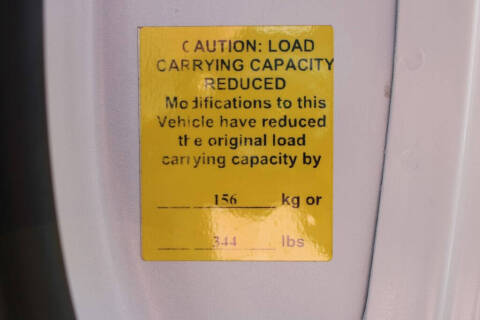 CAUTION: LOAD
CARRYING CAPACITY
REDUCED
Modifications to this
Vehicle have reduced
the original load
carrying capacity by
156 kg or
344 lbs